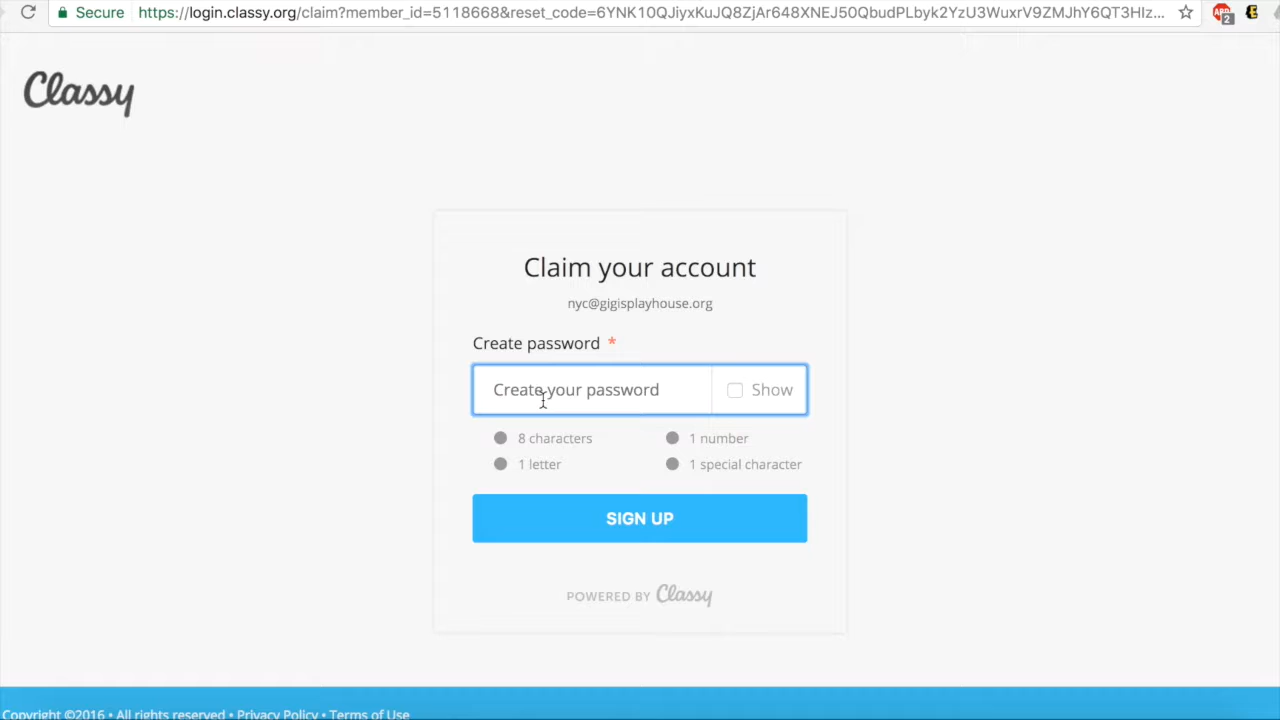 Secure https://login.classy.org/claim?member_id=5118668&reset_code=6YNK10QJiyxKuJQ8ZjAr648XNEJ50QbudPLbyk2YzU3WuxrV9ZMJhY6QT3HIz...
ABP 2
Classy
Claim your account
nyc@gigisplayhouse.org
Create password *
Create your password Show
8 characters 1 number
1 letter 1 special character
SIGN UP
POWERED BY Classy
Copyright ©2016 • All rights reserved • Privacy Policy • Terms of Use